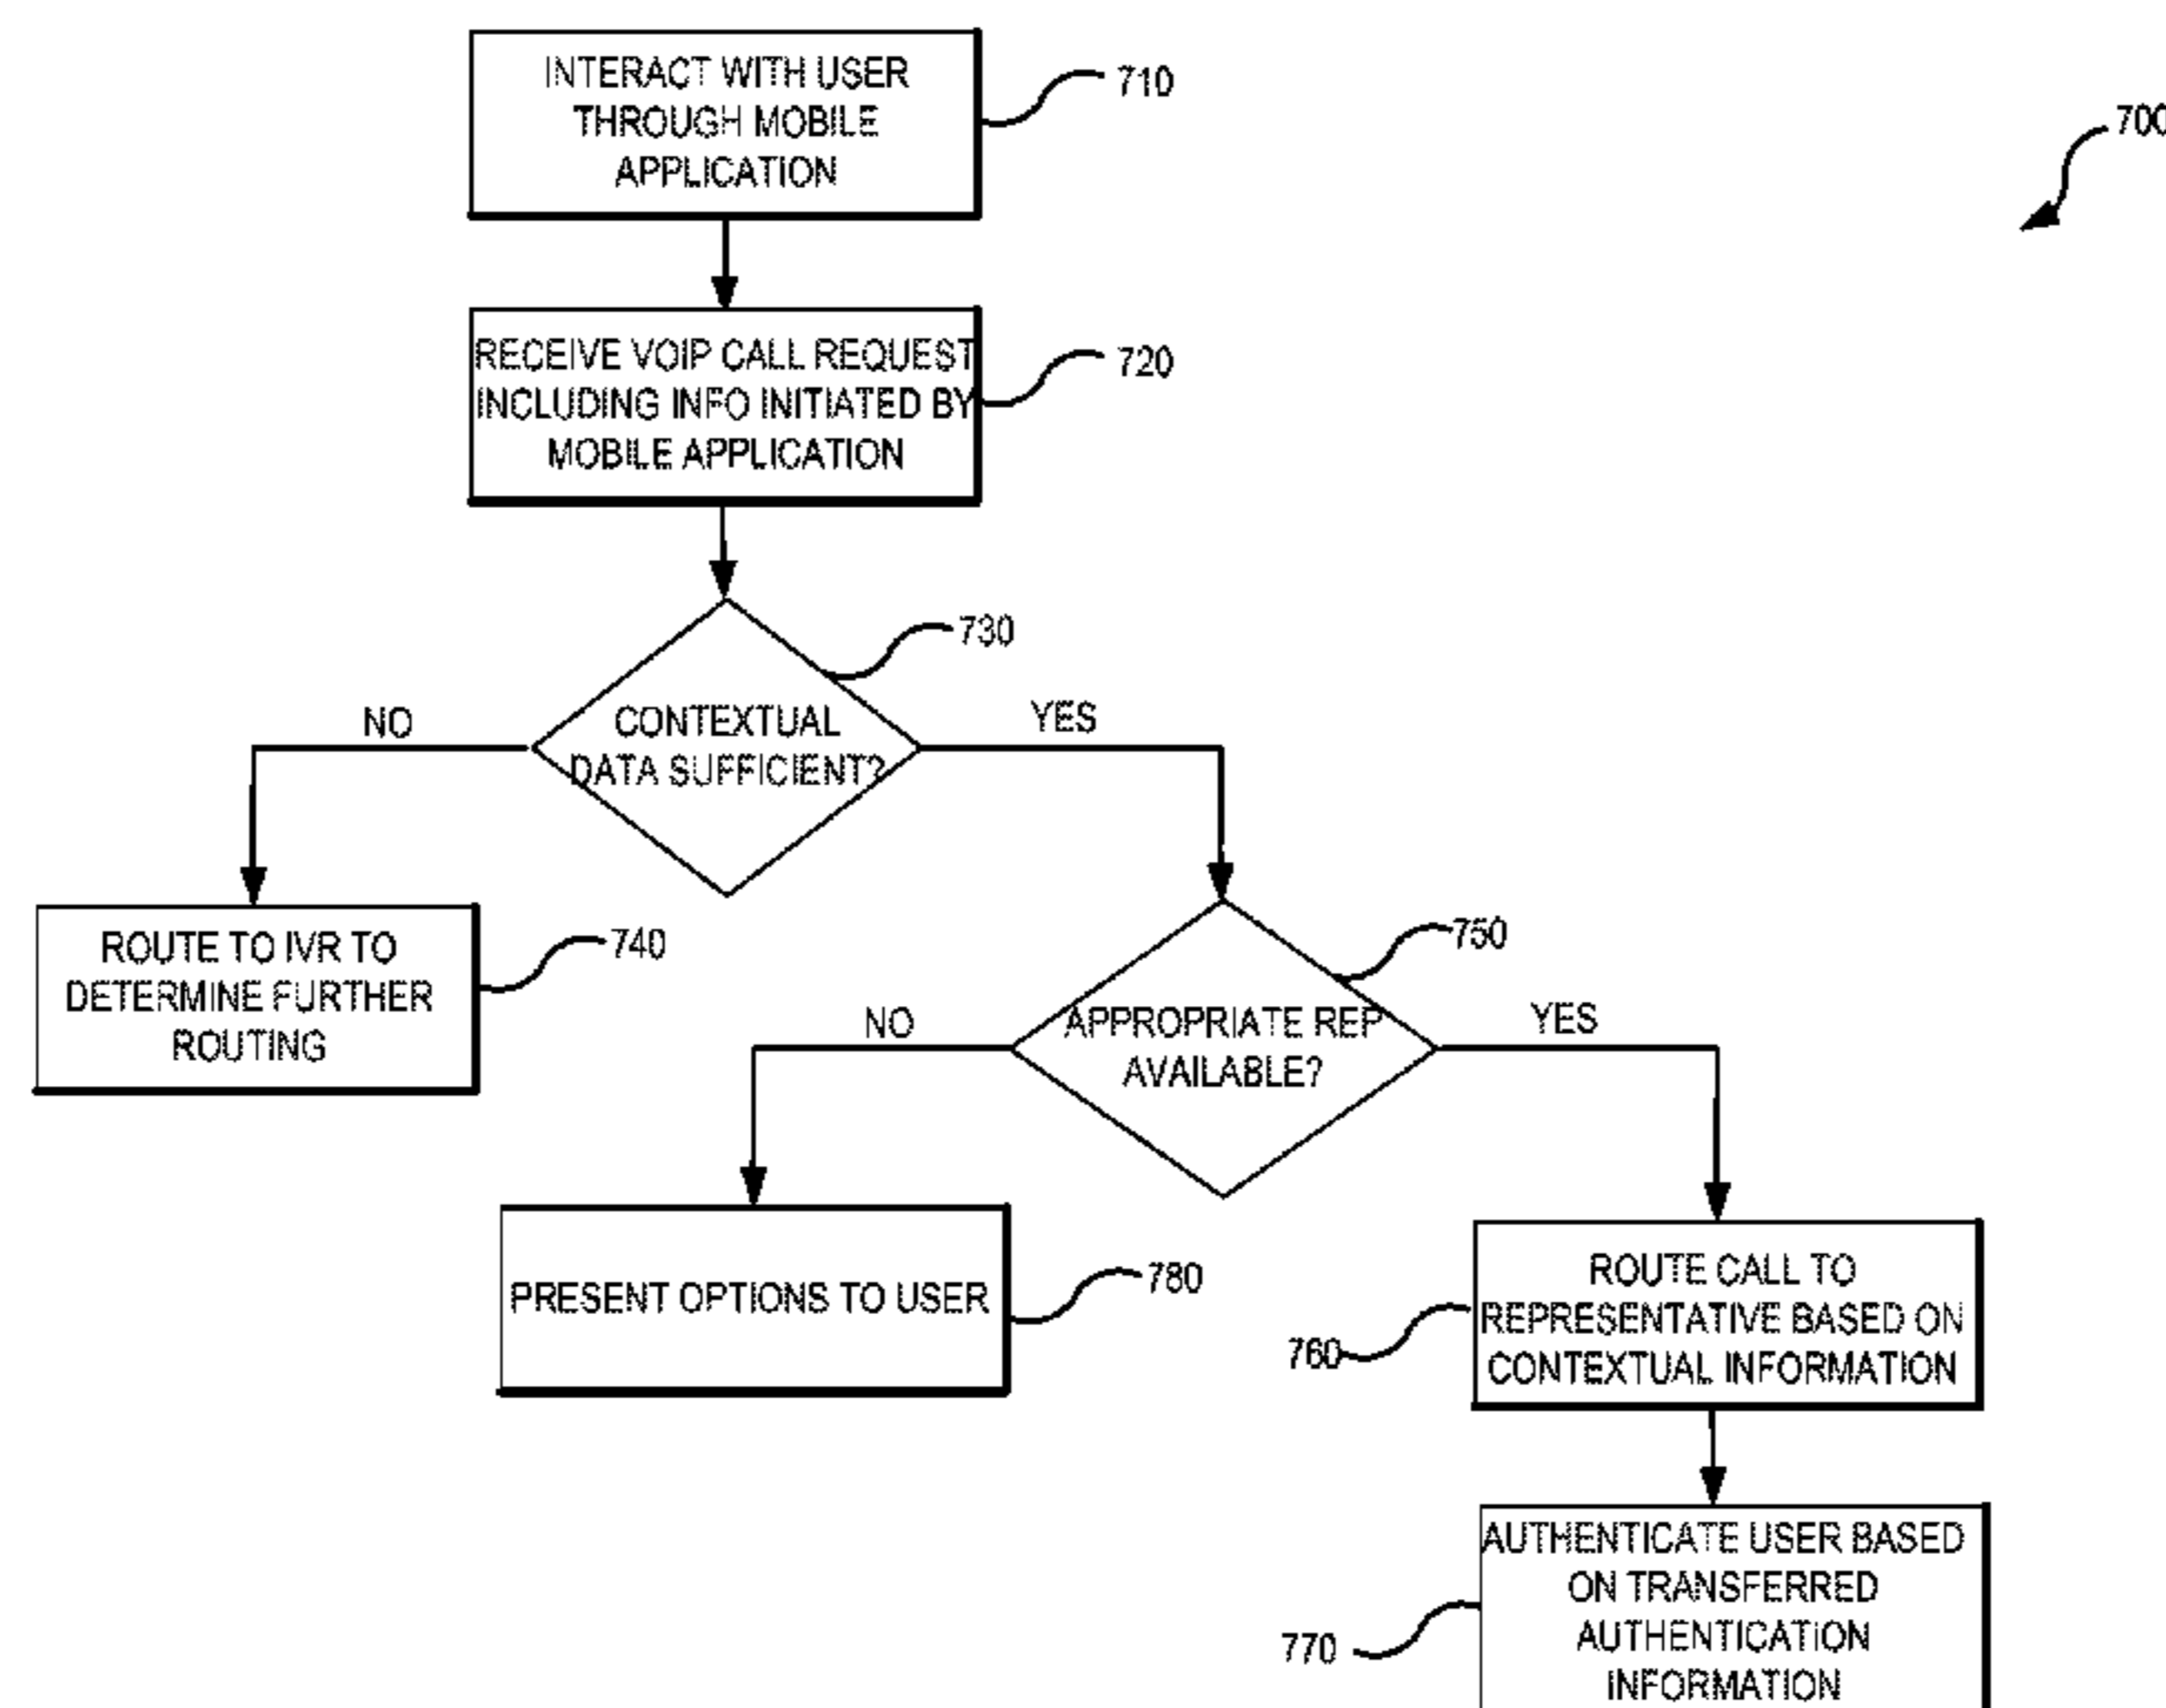 INTERACT WITH USER
THROUGH MOBILE
APPLICATION
710
700
RECEIVE VOIP CALL REQUEST
INCLUDING INFO INITIATED BY
MOBILE APPLICATION
720
730
NO
CONTEXTUAL
DATA SUFFICIENT?
YES
ROUTE TO IVR TO
DETERMINE FURTHER
ROUTING
740
750
NO
APPROPRIATE REP
AVAILABLE?
YES
PRESENT OPTIONS TO USER
780
ROUTE CALL TO
REPRESENTATIVE BASED ON
CONTEXTUAL INFORMATION
760
AUTHENTICATE USER BASED
ON TRANSFERRED
AUTHENTICATION
INFORMATION
770